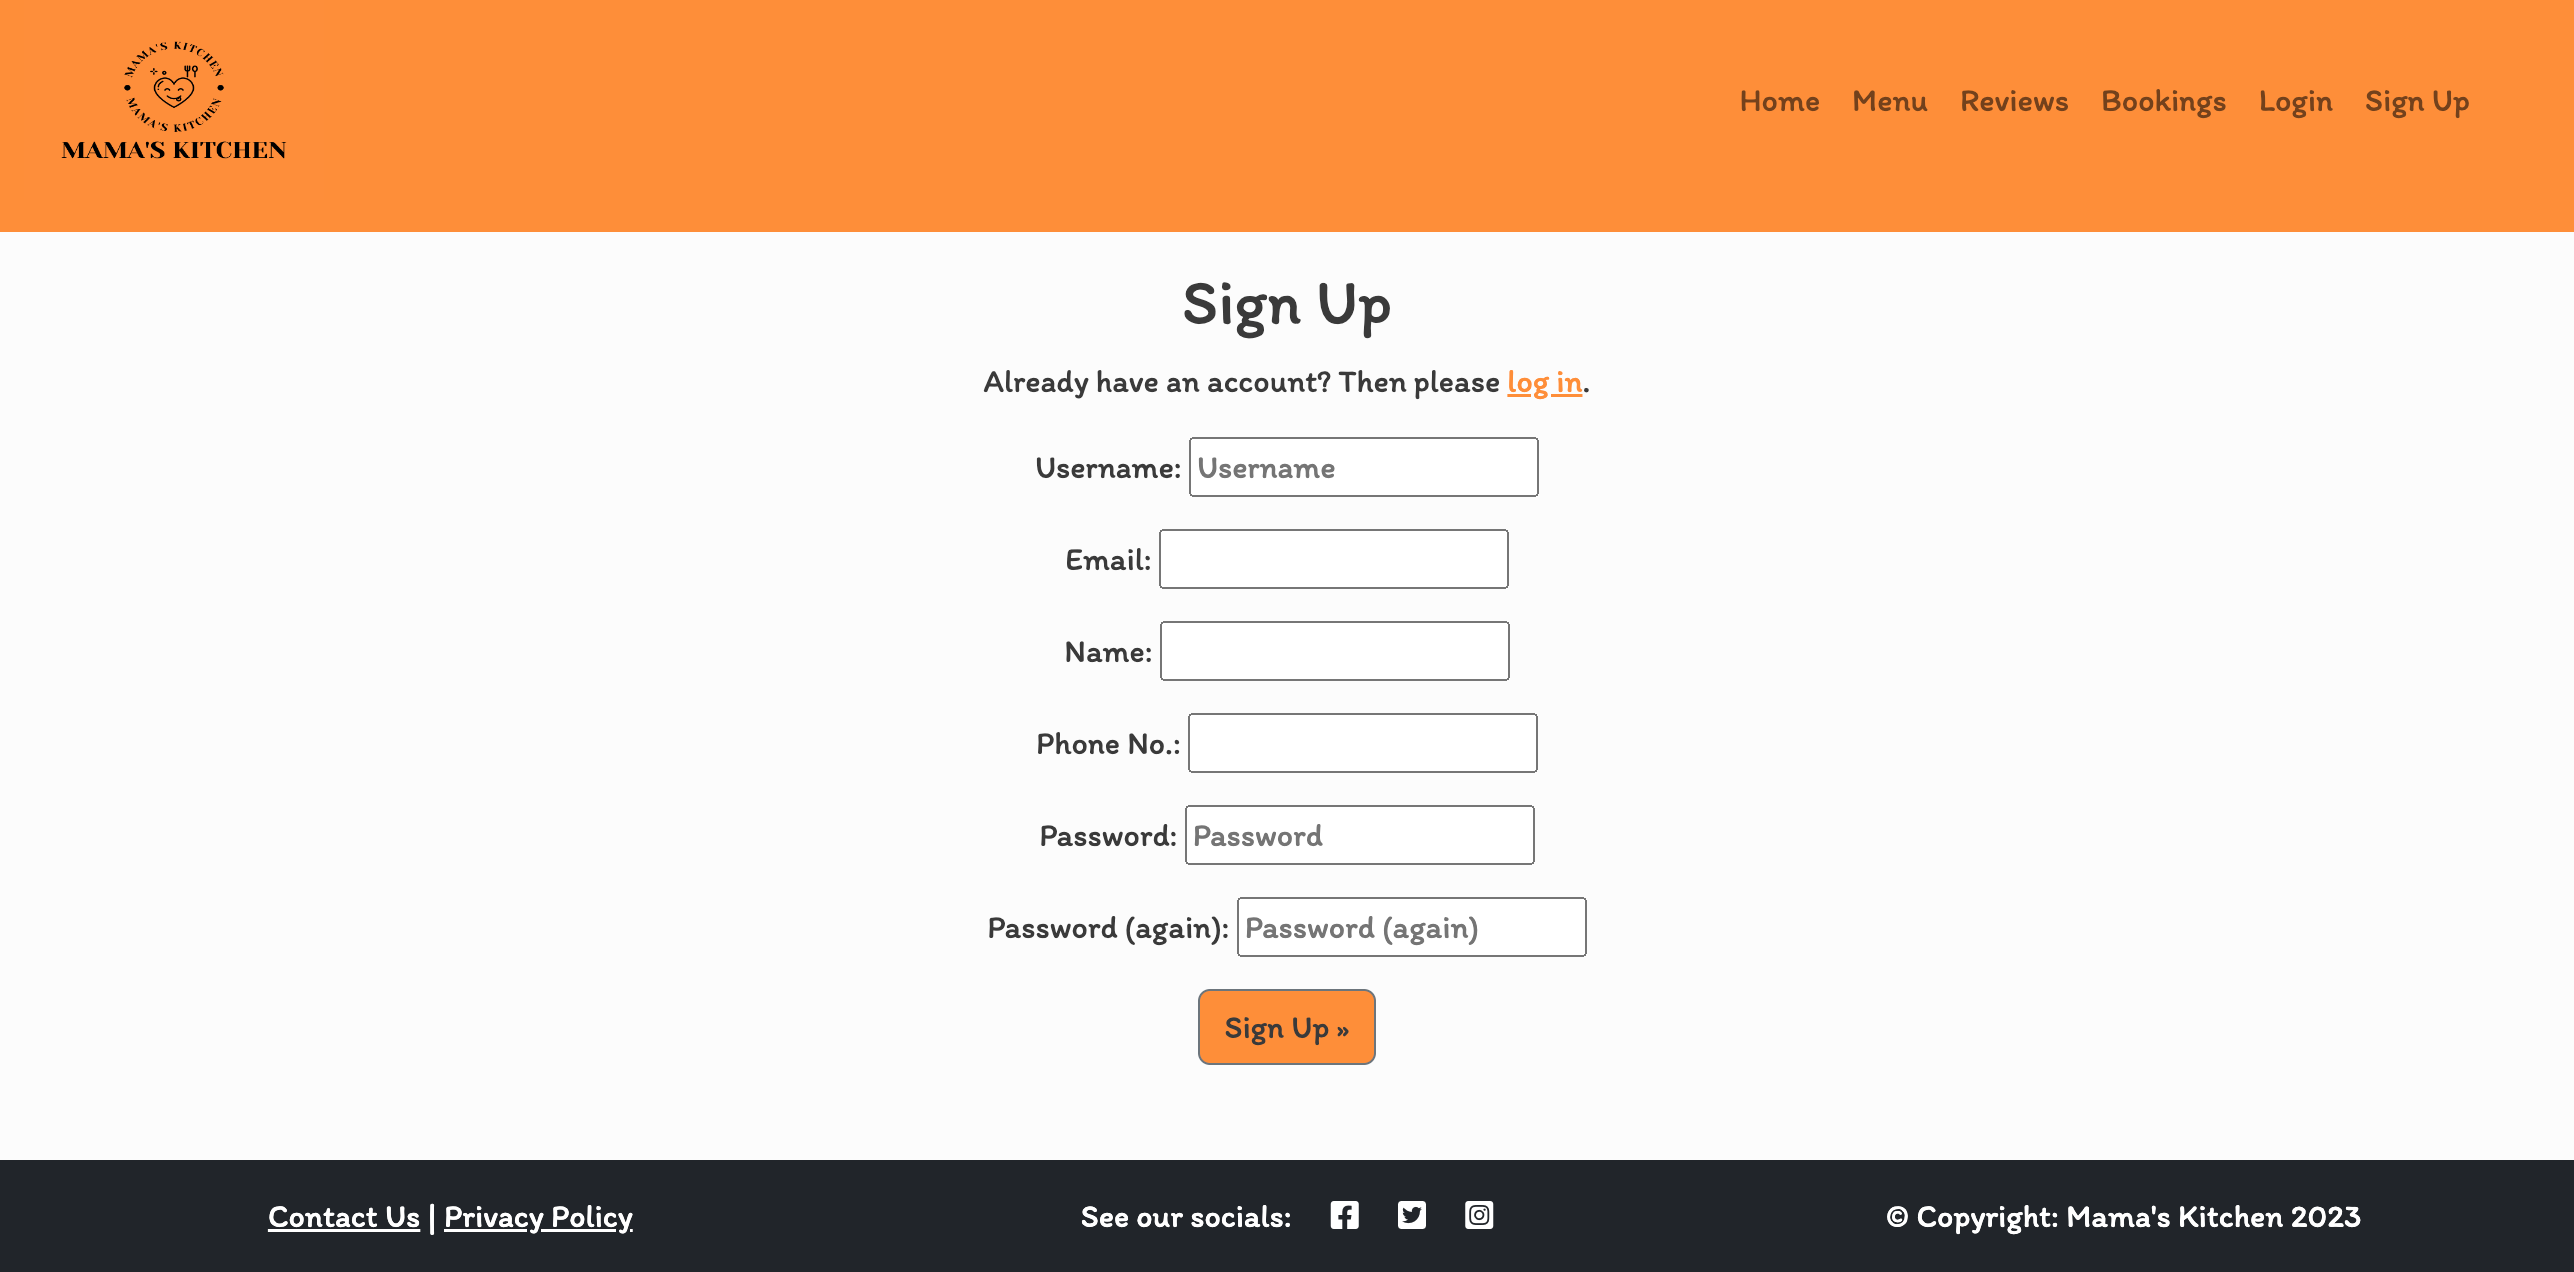 MAMA'S KITCHEN
MAMA'S KITCHEN
MAMA'S KITCHEN
Home Menu Reviews Bookings Login Sign Up
Sign Up
Already have an account? Then please log in.
Username: Username
Email:
Name:
Phone No.:
Password: Password
Password (again): Password (again)
Sign Up »
Contact Us | Privacy Policy
See our socials:
© Copyright: Mama's Kitchen 2023